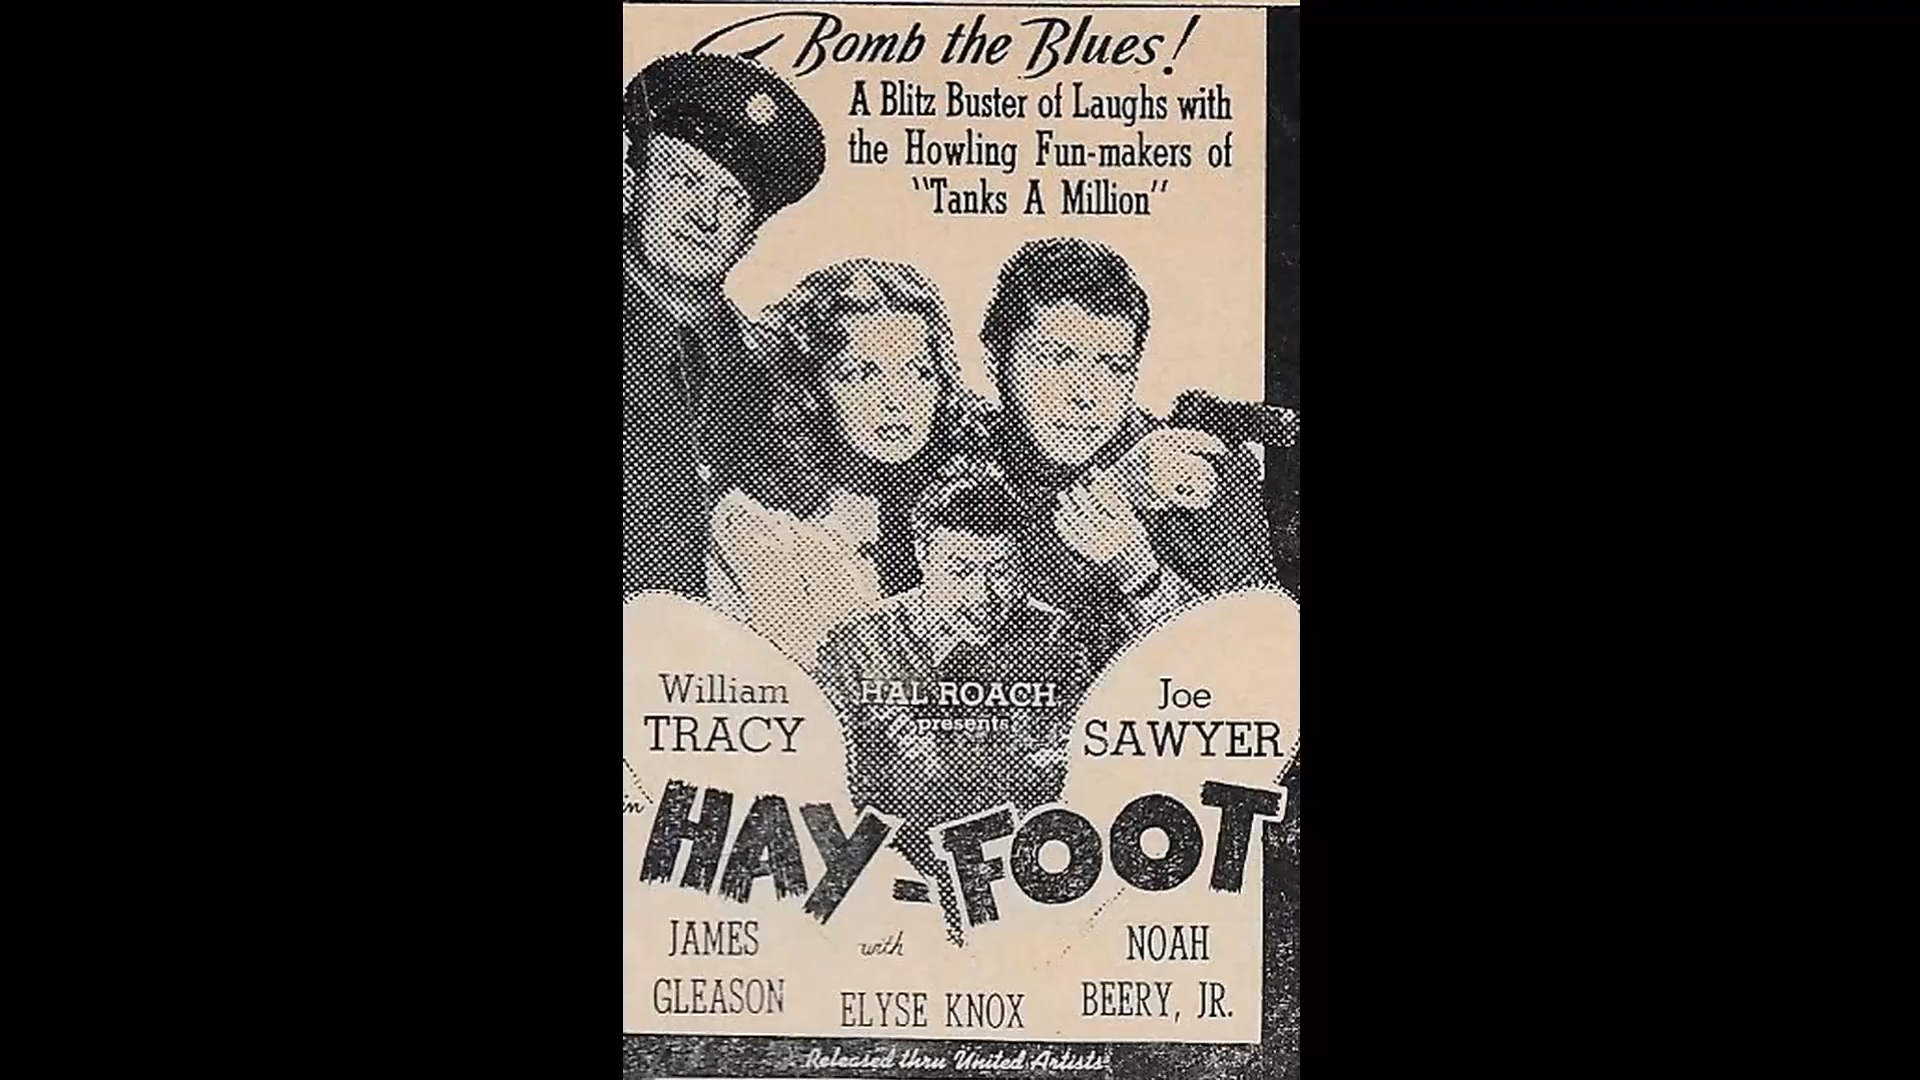 Bomb the Blues!
A Blitz Buster of Laughs with
the Howling Fun-makers of
"Tanks A Million"
William
TRACY
HAL ROACH
presents
Joe
SAWYER
in
HAY-FOOT
JAMES
GLEASON
with
ELYSE KNOX
NOAH
BEERY, JR.
Released thru United Artists